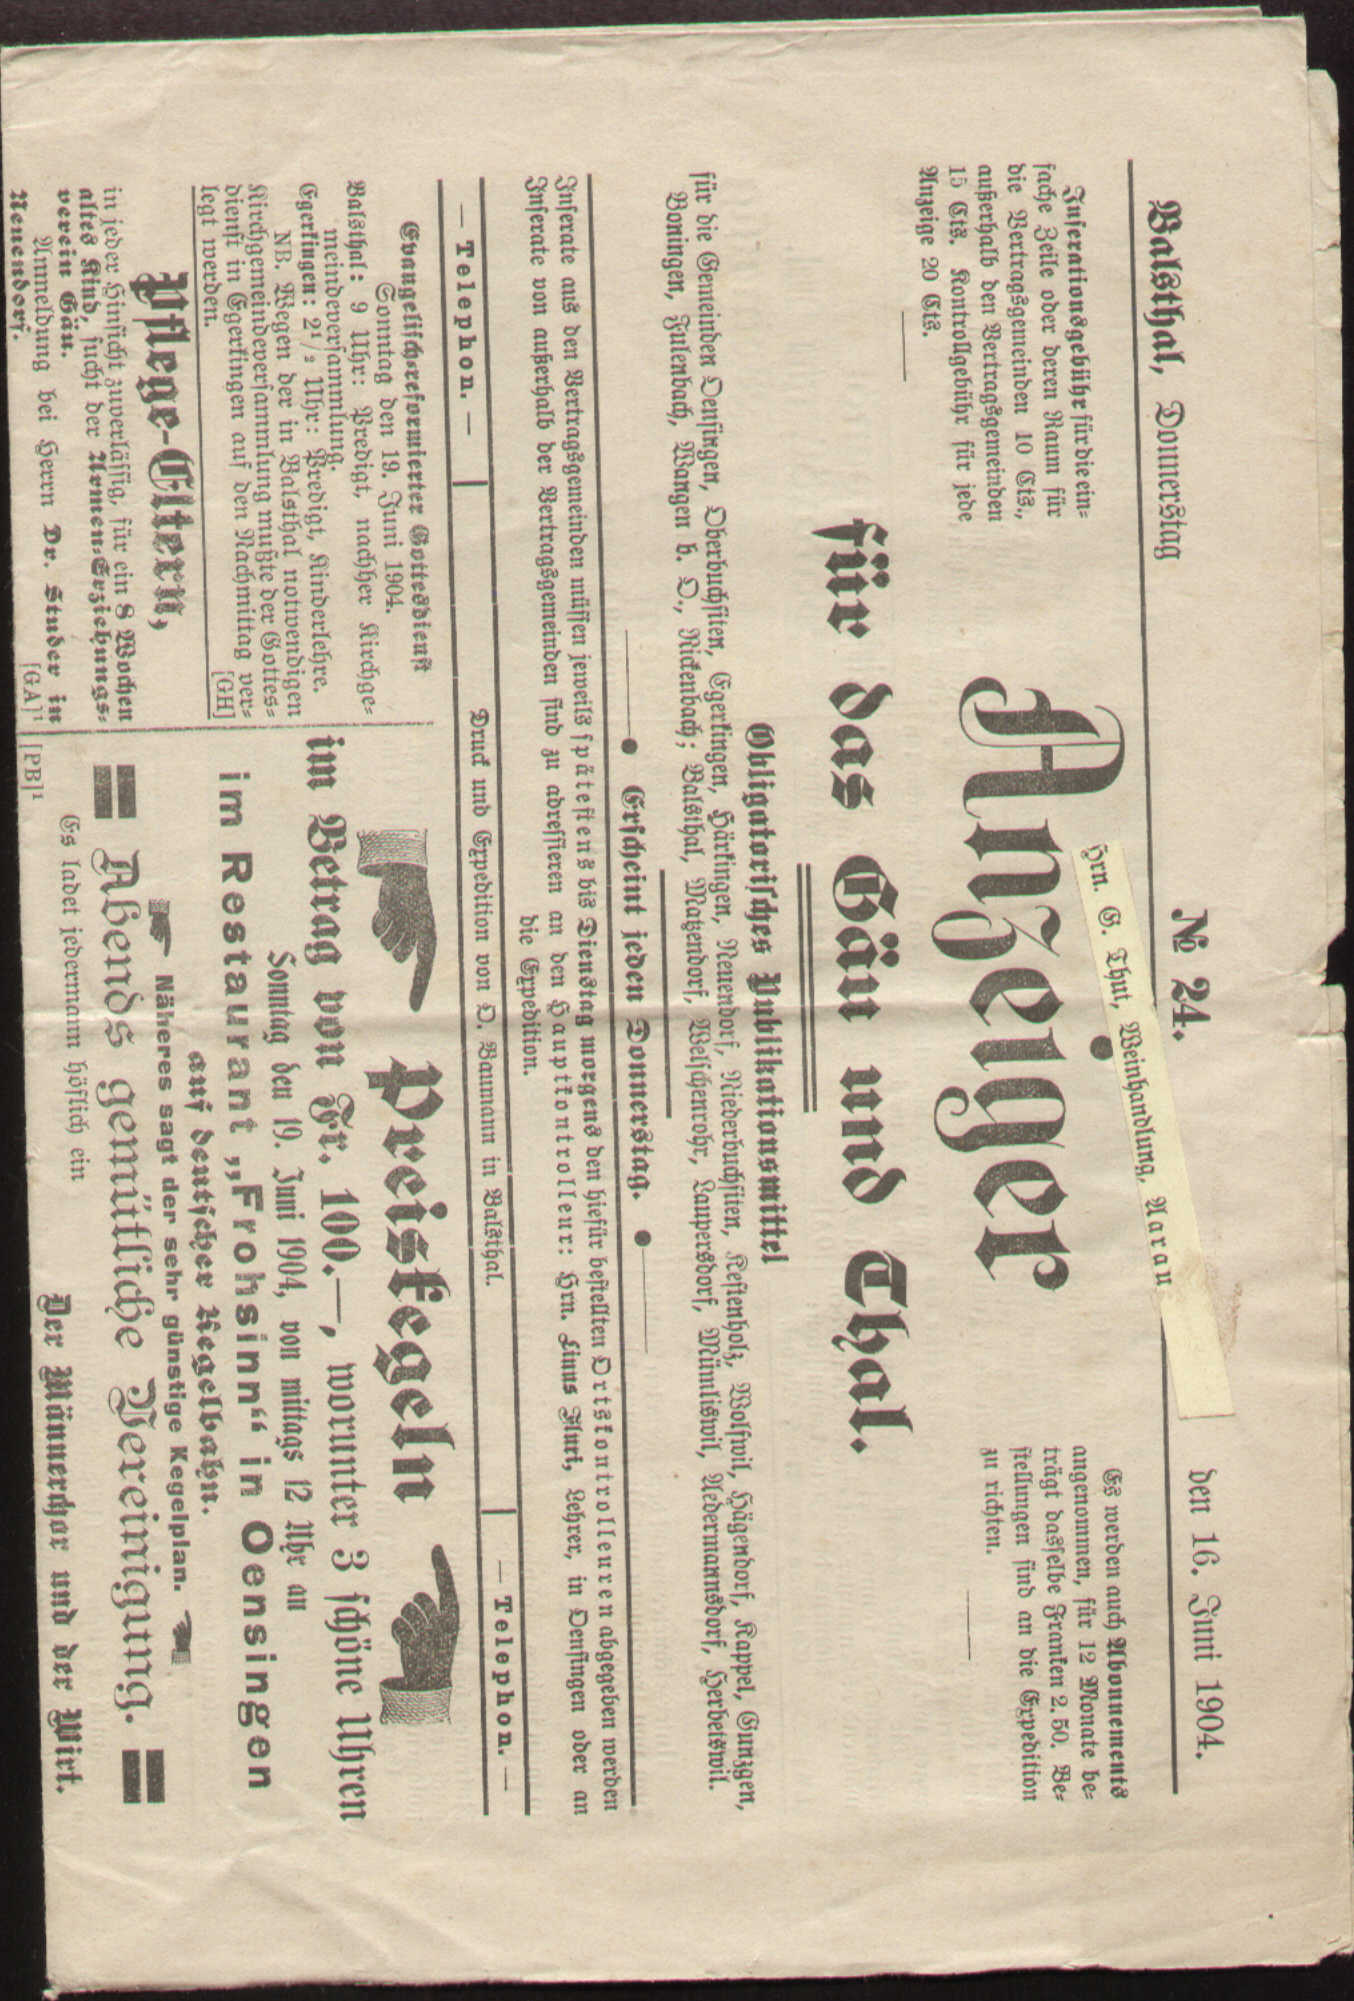 Balsthal, Donnerstag
№ 24.
den 16. Juni 1904.
Hrn. G. Thut, Weinhandlung, Aarau
Insertionsgebühr für die ein-
fache Zeile oder deren Raum für
die Vertragsgemeinden 10 Cts.,
außerhalb den Vertragsgemeinden
15 Cts. Kontrollgebühr für jede
Anzeige 20 Cts.
Anzeiger
Es werden auch Abonnements
angenommen, für 12 Monate be-
trägt dasselbe Franken 2.50. Be-
stellungen sind an die Expedition
zu richten.
für das Gäu und Thal.
Obligatorisches Publikationsmittel
für die Gemeinden Oensingen, Oberbuchsiten, Egerkingen, Härkingen, Neuendorf, Niederbuchsiten, Kestenholz, Wolfwil, Hägendorf, Kappel, Gunzgen,
Boningen, Fulenbach, Wangen b. O., Rickenbach; Balsthal, Matzendorf, Welschenrohr, Laupersdorf, Mümliswil, Aedermannsdorf, Herbetswil.
Erscheint jeden Donnerstag.
Inserate aus den Vertragsgemeinden müssen jeweils spätestens bis Dienstag morgens den hiefür bestellten Ortskontrolleuren abgegeben werden
Inserate von außerhalb der Vertragsgemeinden sind zu adressieren an den Hauptkontrolleur: Hrn. Linus Fluri, Lehrer, in Oensingen oder an
die Expedition.
— Telephon. —
Druck und Expedition von O. Baumann in Balsthal.
— Telephon. —
Evangelisch-reformierter Gottesdienst
Sonntag den 19. Juni 1904.
Balsthal: 9 Uhr: Predigt, nachher Kirchge-
meindeversammlung.
Egerkingen: 2½ Uhr: Predigt, Kinderlehre.
NB. Wegen der in Balsthal notwendigen
Kirchgemeindeversammlung mußte der Gottes-
dienst in Egerkingen auf den Nachmittag ver-
legt werden. [GH]
Pflege-Eltern,
in jeder Hinsicht zuverlässig, für ein 8 Wochen
altes Kind, sucht der Armen-Erziehungs-
verein Gäu.
Anmeldung bei Herrn Dr. Studer in
Neuendorf. [GA]¹
Preiskegeln
im Betrag von Fr. 100.—, worunter 3 schöne Uhren
Sonntag den 19. Juni 1904, von mittags 12 Uhr an
im Restaurant „Frohsinn“ in Oensingen
auf deutscher Kegelbahn.
Näheres sagt der sehr günstige Kegelplan.
Abends gemütliche Vereinigung.
Es ladet jedermann höflich ein
[PB]¹ Der Männerchor und der Wirt.